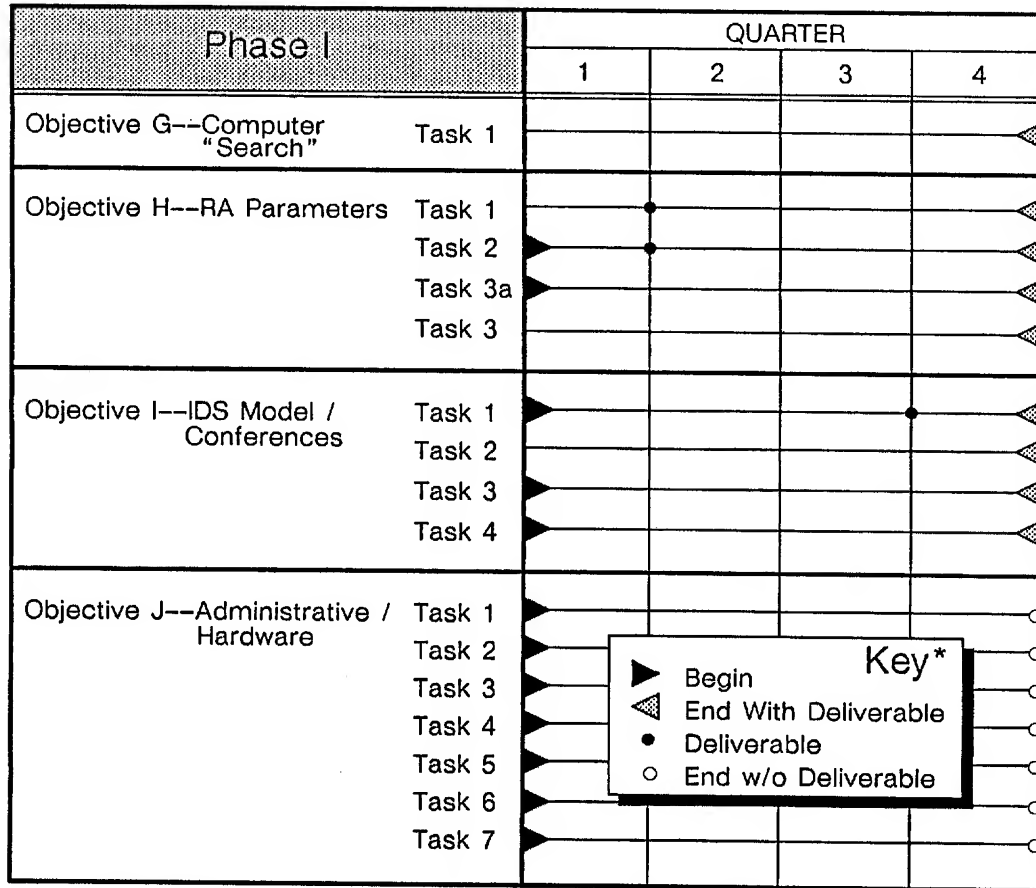 Phase I
QUARTER
1 2 3 4
Objective G--Computer Task 1
"Search"
Objective H--RA Parameters Task 1
Task 2
Task 3a
Task 3
Objective I--IDS Model / Task 1
Conferences
Task 2
Task 3
Task 4
Objective J--Administrative / Task 1
Hardware
Task 2
Task 3
Task 4
Task 5
Task 6
Task 7
Key*
Begin
End With Deliverable
Deliverable
End w/o Deliverable